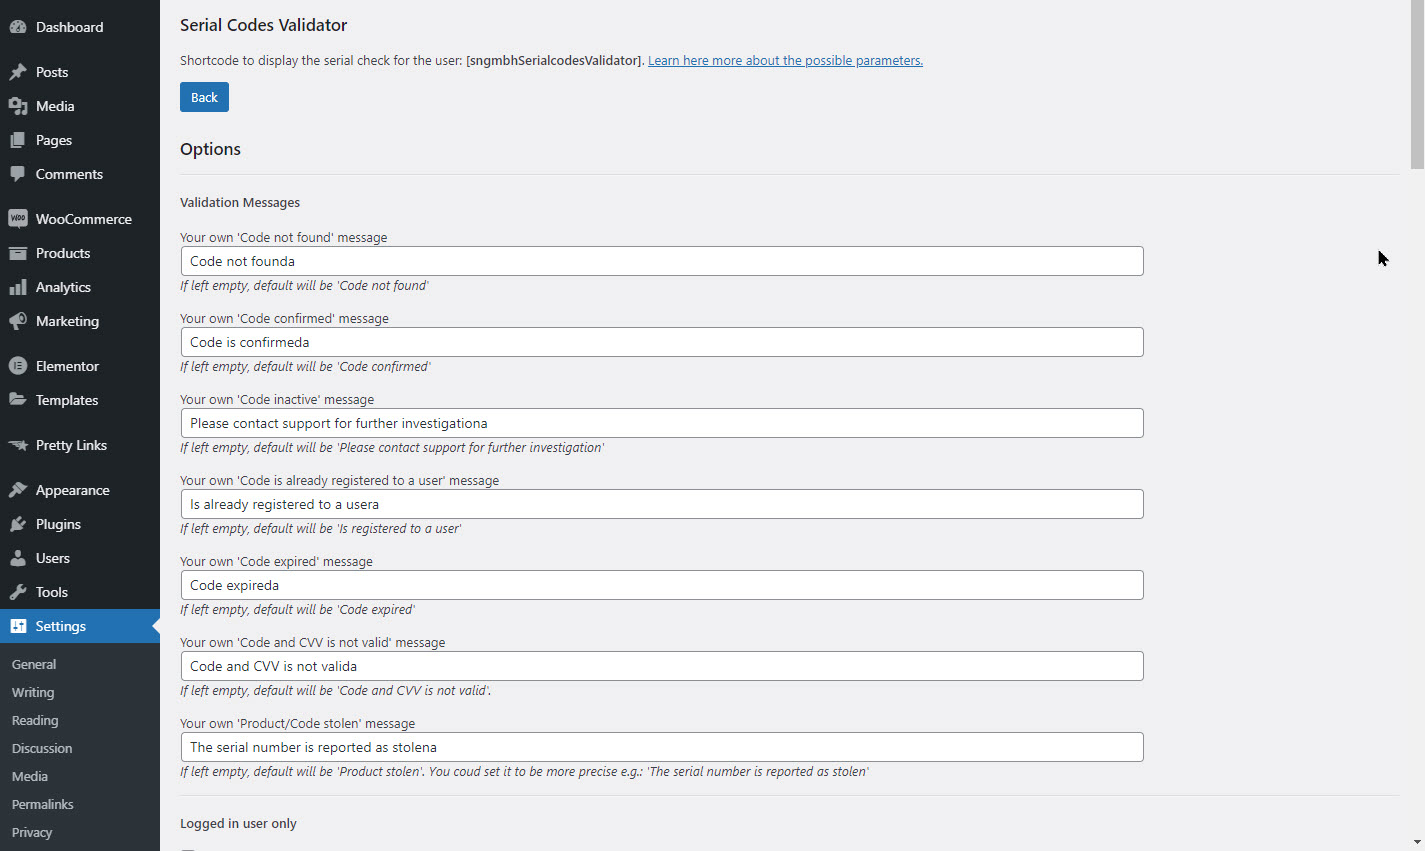 Dashboard
Posts
Media
Pages
Comments
WOO WooCommerce
Products
Analytics
Marketing
Elementor
Templates
Pretty Links
Appearance
Plugins
Users
Tools
Settings
General
Writing
Reading
Discussion
Media
Permalinks
Privacy
Serial Codes Validator
Shortcode to display the serial check for the user: [sngmbhSerialcodesValidator]. Learn here more about the possible parameters.
Back
Options
Validation Messages
Your own 'Code not found' message
Code not founda
If left empty, default will be 'Code not found'
Your own 'Code confirmed' message
Code is confirmeda
If left empty, default will be 'Code confirmed'
Your own 'Code inactive' message
Please contact support for further investigationa
If left empty, default will be 'Please contact support for further investigation'
Your own 'Code is already registered to a user' message
Is already registered to a usera
If left empty, default will be 'Is registered to a user'
Your own 'Code expired' message
Code expireda
If left empty, default will be 'Code expired'
Your own 'Code and CVV is not valid' message
Code and CVV is not valida
If left empty, default will be 'Code and CVV is not valid'.
Your own 'Product/Code stolen' message
The serial number is reported as stolena
If left empty, default will be 'Product stolen'. You coud set it to be more precise e.g.: 'The serial number is reported as stolen'
Logged in user only